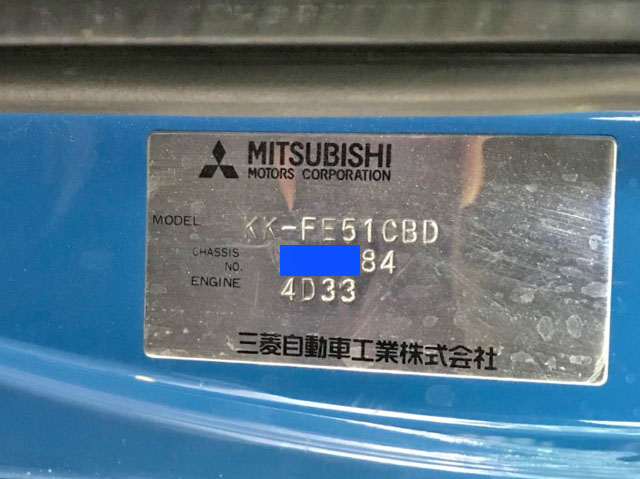 MITSUBISHI
MOTORS CORPORATION
MODEL KK-FE51CBD
CHASSIS
NO. 84
ENGINE 4D33
三菱自動車工業株式会社